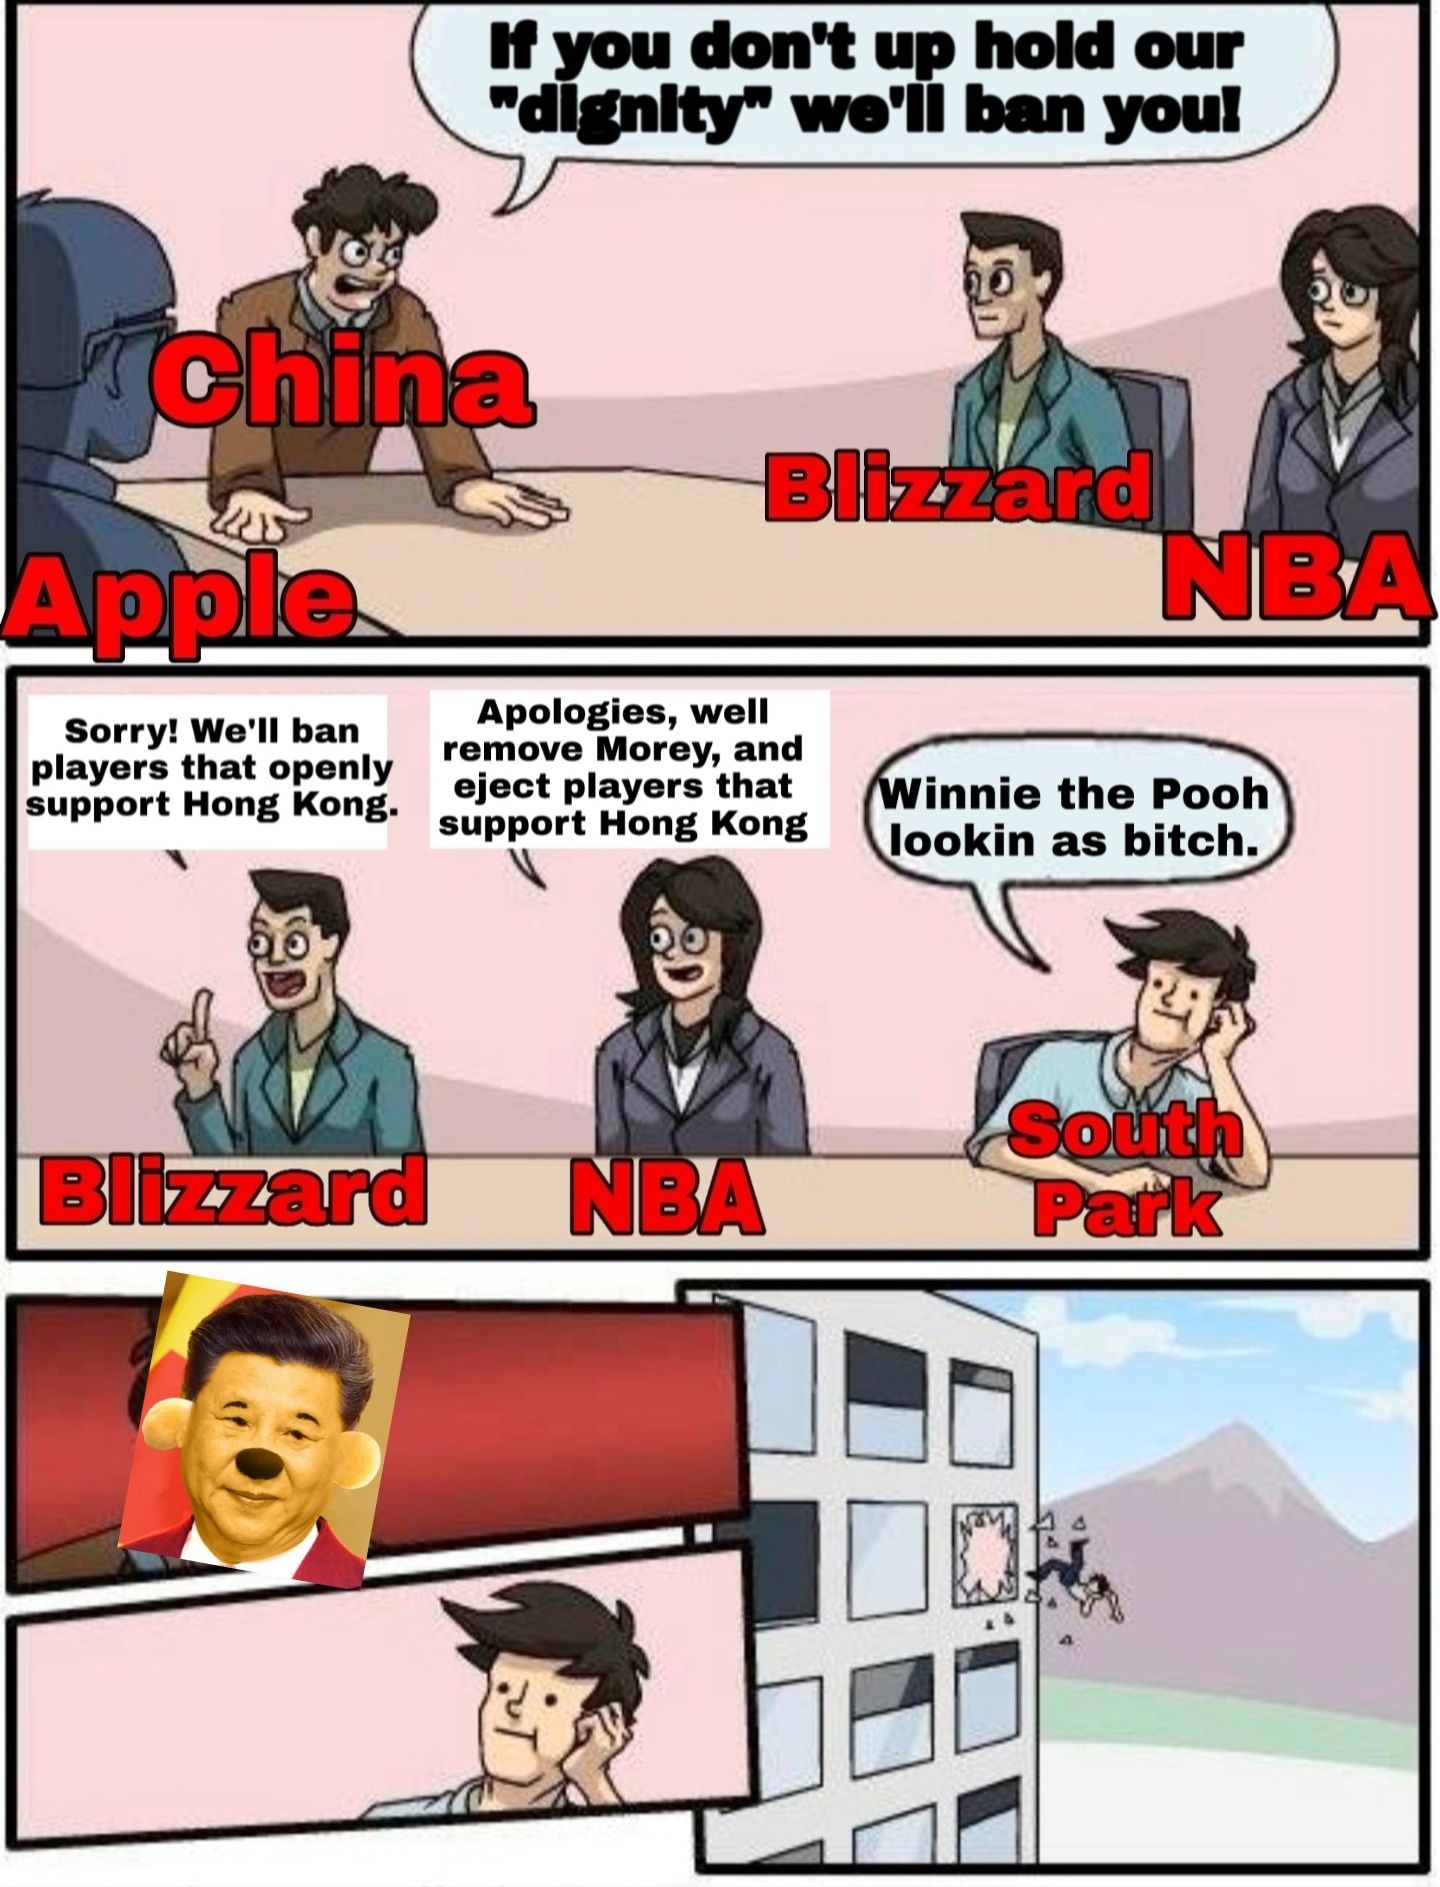 If you don't up hold our
"dignity" we'll ban you!
China
Blizzard
NBA
Apple
Sorry! We'll ban
players that openly
support Hong Kong.
Apologies, well
remove Morey, and
eject players that
support Hong Kong
Winnie the Pooh
lookin as bitch.
Blizzard
NBA
South
Park